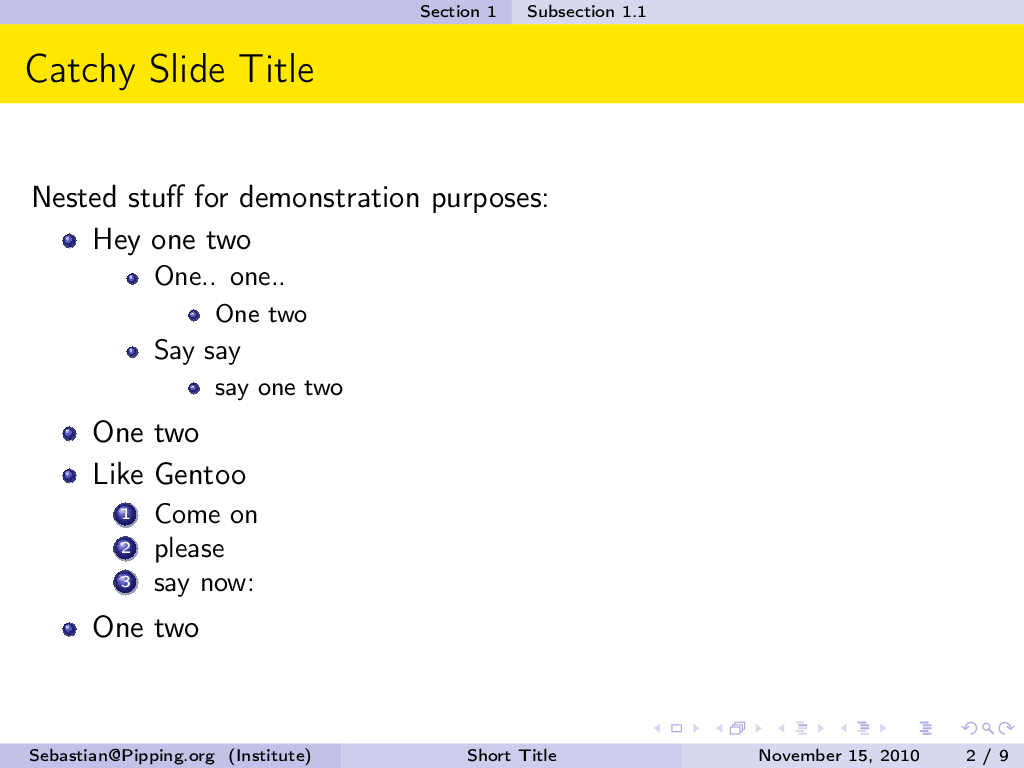 Section 1 Subsection 1.1
Catchy Slide Title
Nested stuff for demonstration purposes:
Hey one two
One.. one..
One two
Say say
say one two
One two
Like Gentoo
1 Come on
2 please
3 say now:
One two
Sebastian@Pipping.org (Institute) Short Title November 15, 2010 2 / 9